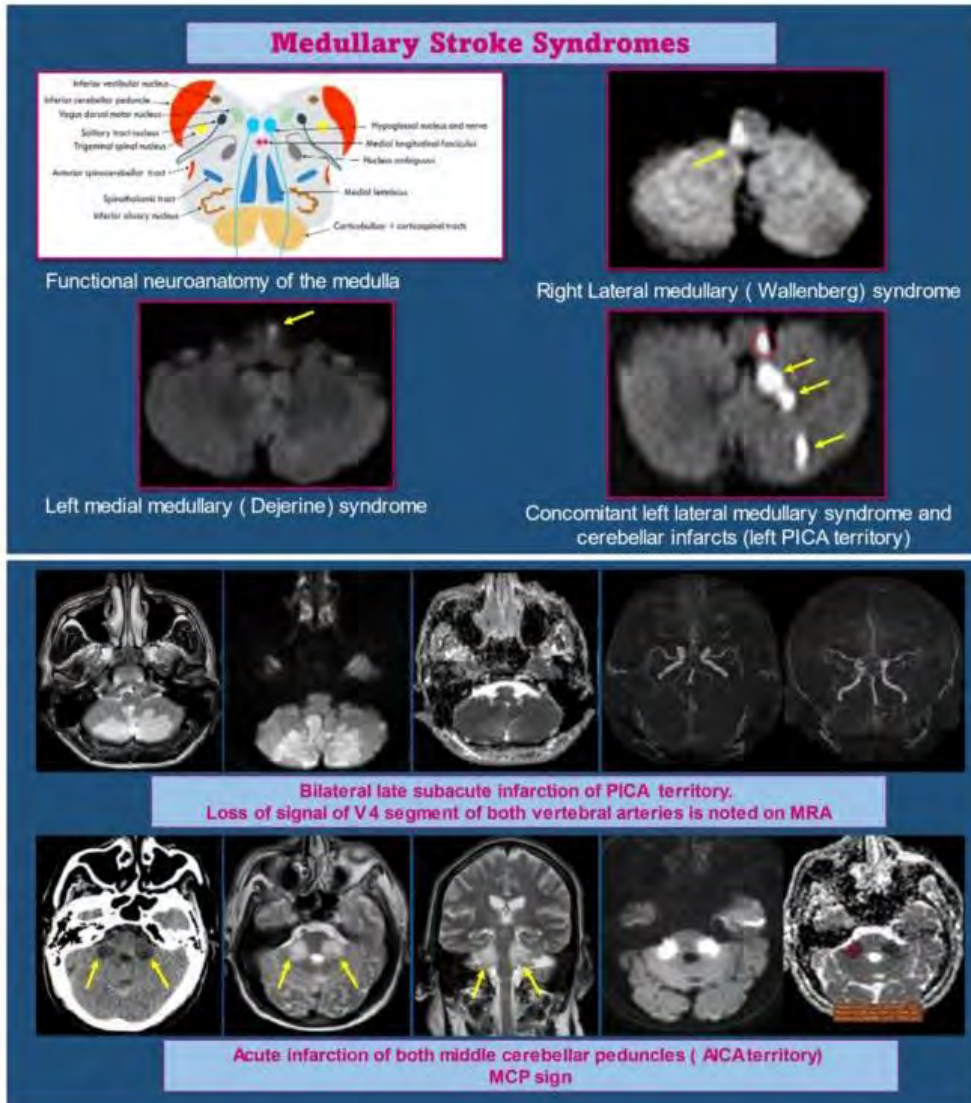 Medullary Stroke Syndromes
Inferior vestibular nucleus
Inferior cerebellar peduncle
Vagus dorsal motor nucleus
Solitary tract nucleus
Trigeminal spinal nucleus
Anterior spinocerebellar tract
Spinothalamic tract
Inferior olivary nucleus
Hypoglossal nucleus and nerve
Medial longitudinal fasciculus
Nucleus ambiguus
Medial lemniscus
Corticobulbar + corticospinal tracts
Functional neuroanatomy of the medulla
Right Lateral medullary ( Wallenberg) syndrome
Left medial medullary ( Dejerine) syndrome
Concomitant left lateral medullary syndrome and
cerebellar infarcts (left PICA territory)
Bilateral late subacute infarction of PICA territory.
Loss of signal of V4 segment of both vertebral arteries is noted on MRA
Acute infarction of both middle cerebellar peduncles ( AICA territory)
MCP sign